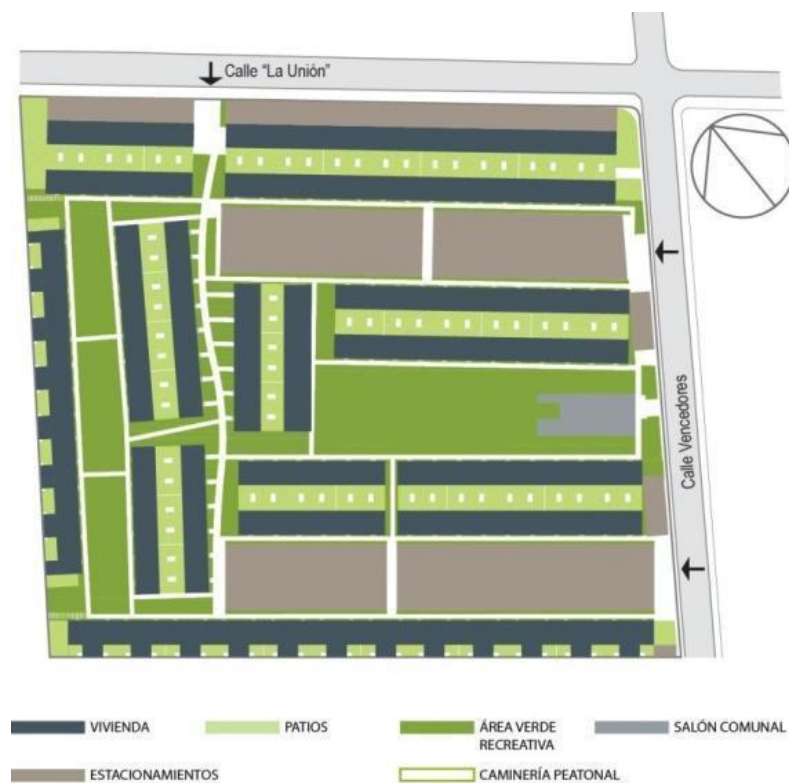 Calle "La Unión"
Calle Vencedores
VIVIENDA
PATIOS
ÁREA VERDE
RECREATIVA
SALÓN COMUNAL
ESTACIONAMIENTOS
CAMINERÍA PEATONAL